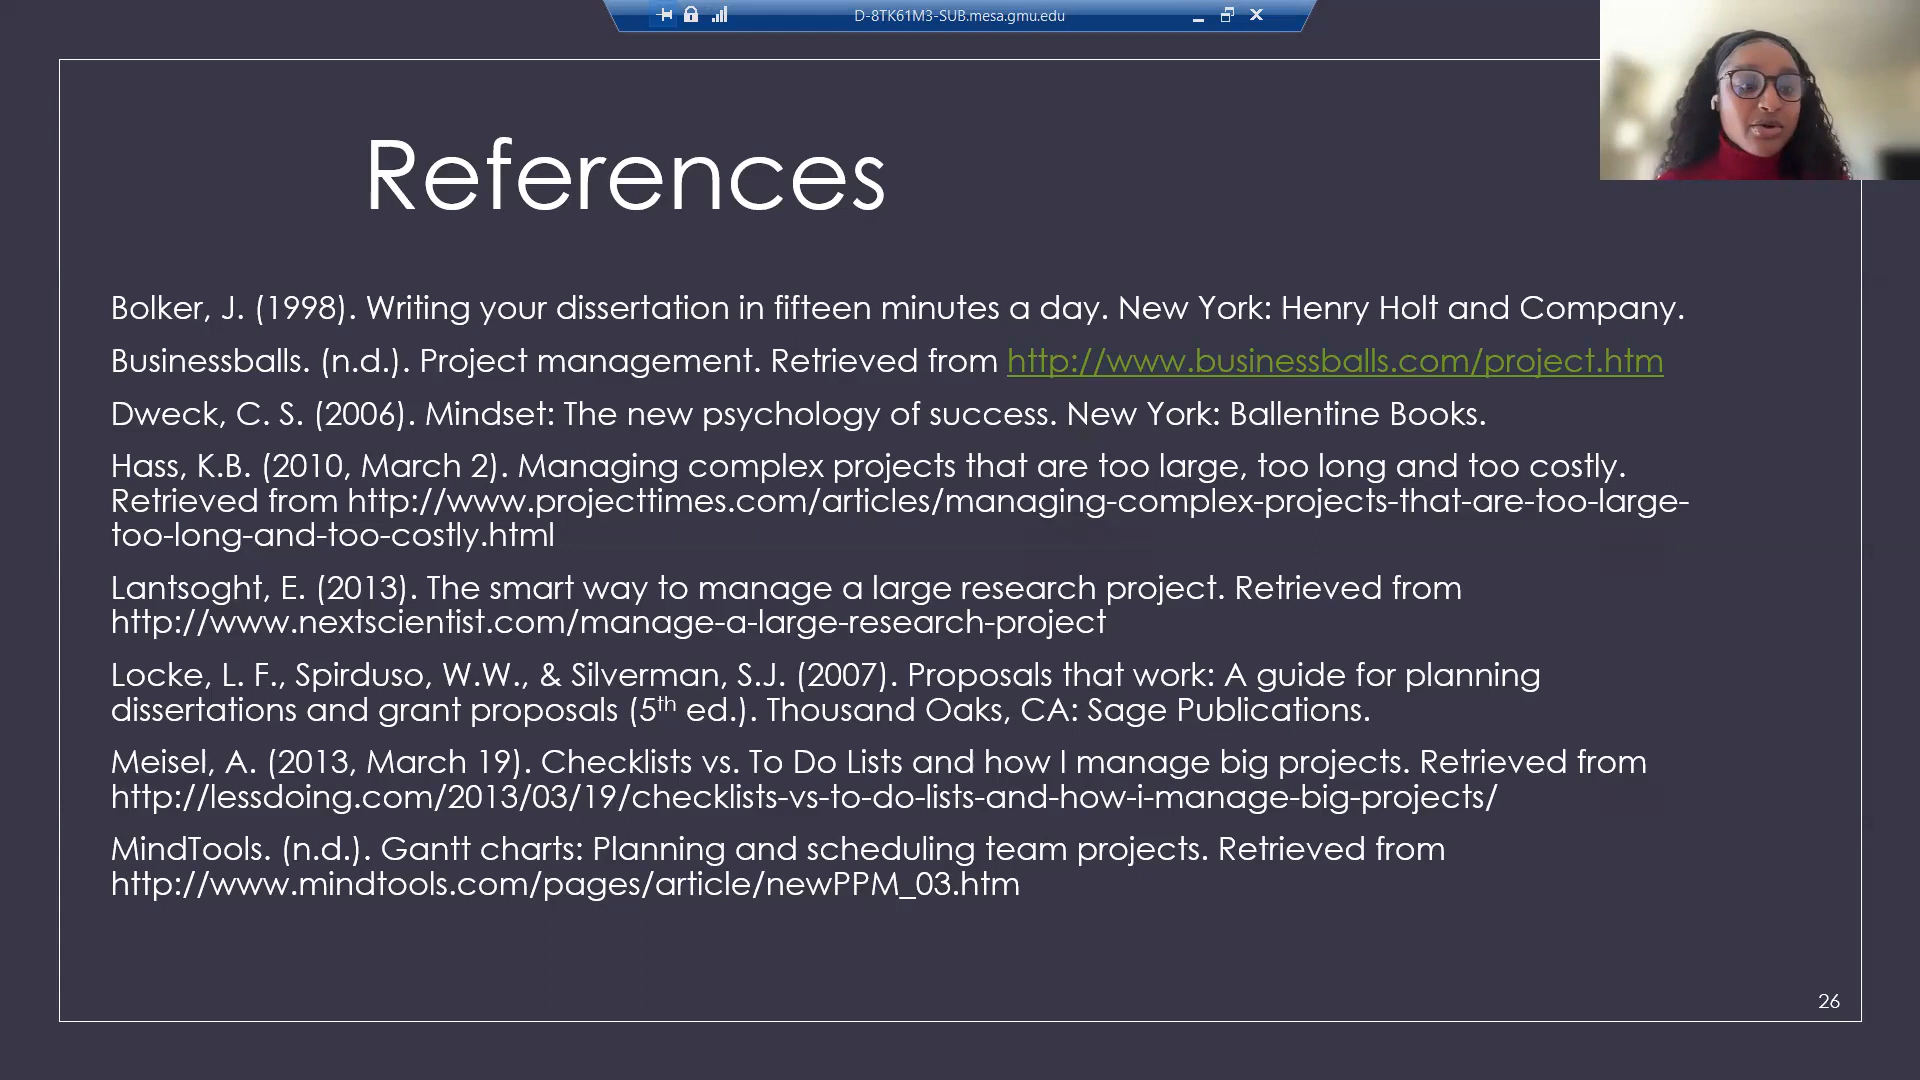 D-8TK61M3-SUB.mesa.gmu.edu
References
Bolker, J. (1998). Writing your dissertation in fifteen minutes a day. New York: Henry Holt and Company.
Businessballs. (n.d.). Project management. Retrieved from http://www.businessballs.com/project.htm
Dweck, C. S. (2006). Mindset: The new psychology of success. New York: Ballentine Books.
Hass, K.B. (2010, March 2). Managing complex projects that are too large, too long and too costly.
Retrieved from http://www.projecttimes.com/articles/managing-complex-projects-that-are-too-large-
too-long-and-too-costly.html
Lantsoght, E. (2013). The smart way to manage a large research project. Retrieved from
http://www.nextscientist.com/manage-a-large-research-project
Locke, L. F., Spirduso, W.W., & Silverman, S.J. (2007). Proposals that work: A guide for planning
dissertations and grant proposals (5th ed.). Thousand Oaks, CA: Sage Publications.
Meisel, A. (2013, March 19). Checklists vs. To Do Lists and how I manage big projects. Retrieved from
http://lessdoing.com/2013/03/19/checklists-vs-to-do-lists-and-how-i-manage-big-projects/
MindTools. (n.d.). Gantt charts: Planning and scheduling team projects. Retrieved from
http://www.mindtools.com/pages/article/newPPM_03.htm
26